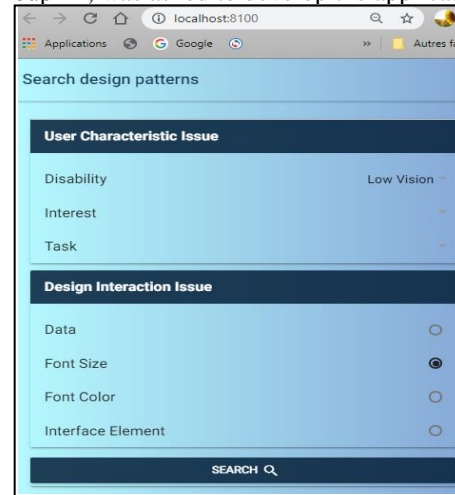 localhost:8100
Applications Google » Autres
Search design patterns
User Characteristic Issue
Disability Low Vision
Interest
Task
Design Interaction Issue
Data
Font Size
Font Color
Interface Element
SEARCH